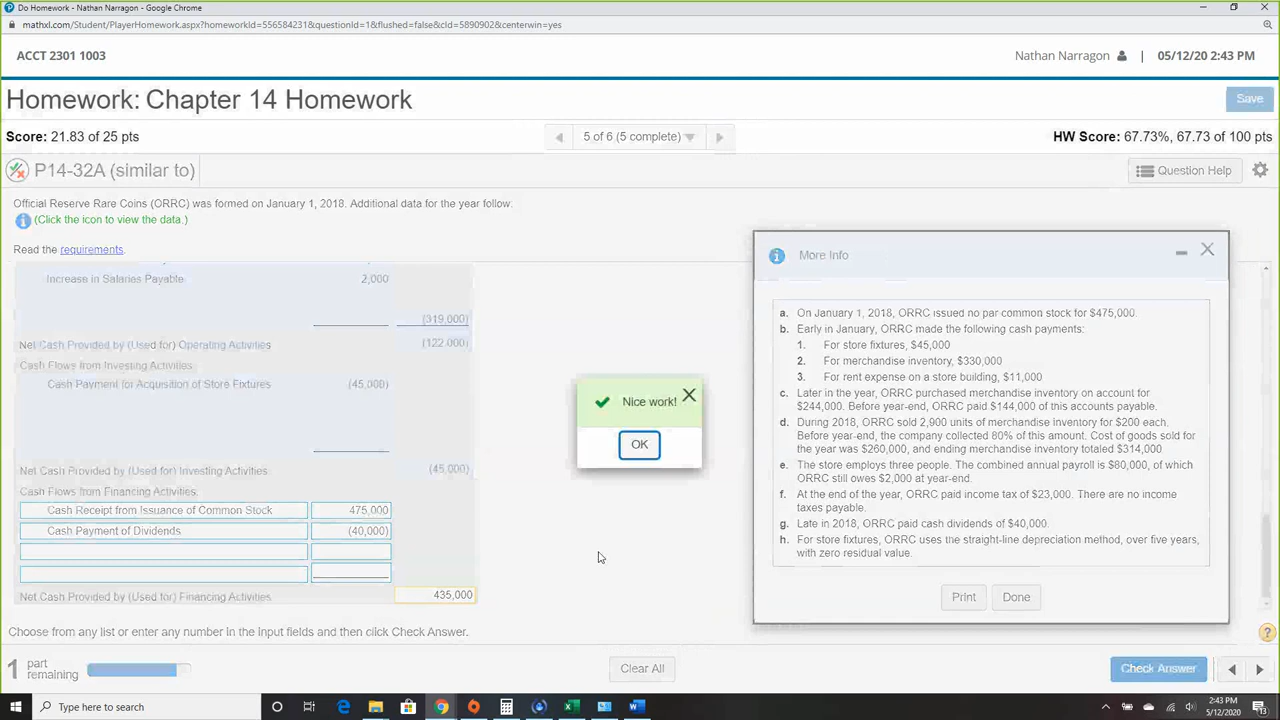 Do Homework - Nathan Narragon - Google Chrome
mathxl.com/Student/PlayerHomework.aspx?homeworkId=556584231&questionId=1&flushed=false&cId=5890902&centerwin=yes
ACCT 2301 1003
Nathan Narragon | 05/12/20 2:43 PM
Homework: Chapter 14 Homework
Save
Score: 21.83 of 25 pts
5 of 6 (5 complete)
HW Score: 67.73%, 67.73 of 100 pts
P14-32A (similar to)
Question Help
Official Reserve Rare Coins (ORRC) was formed on January 1, 2018. Additional data for the year follow.
(Click the icon to view the data.)
Read the requirements.
Increase in Salaries Payable 2,000
(319,000)
Net Cash Provided by (Used for) Operating Activities (122,000)
Cash Flows from Investing Activities:
Cash Payment for Acquisition of Store Fixtures (45,000)
Net Cash Provided by (Used for) Investing Activities (45,000)
Cash Flows from Financing Activities:
Cash Receipt from Issuance of Common Stock 475,000
Cash Payment of Dividends (40,000)
Net Cash Provided by (Used for) Financing Activities 435,000
Nice work!
OK
More Info
a. On January 1, 2018, ORRC issued no par common stock for $475,000.
b. Early in January, ORRC made the following cash payments:
1. For store fixtures, $45,000
2. For merchandise inventory, $330,000
3. For rent expense on a store building, $11,000
c. Later in the year, ORRC purchased merchandise inventory on account for
$244,000. Before year-end, ORRC paid $144,000 of this accounts payable.
d. During 2018, ORRC sold 2,900 units of merchandise inventory for $200 each.
Before year-end, the company collected 80% of this amount. Cost of goods sold for
the year was $260,000, and ending merchandise inventory totaled $314,000
e. The store employs three people. The combined annual payroll is $80,000, of which
ORRC still owes $2,000 at year-end.
f. At the end of the year, ORRC paid income tax of $23,000. There are no income
taxes payable.
g. Late in 2018, ORRC paid cash dividends of $40,000.
h. For store fixtures, ORRC uses the straight-line depreciation method, over five years,
with zero residual value.
Print
Done
Choose from any list or enter any number in the input fields and then click Check Answer.
?
1 part
remaining
Clear All
Check Answer
Type here to search
2:43 PM
5/12/2020